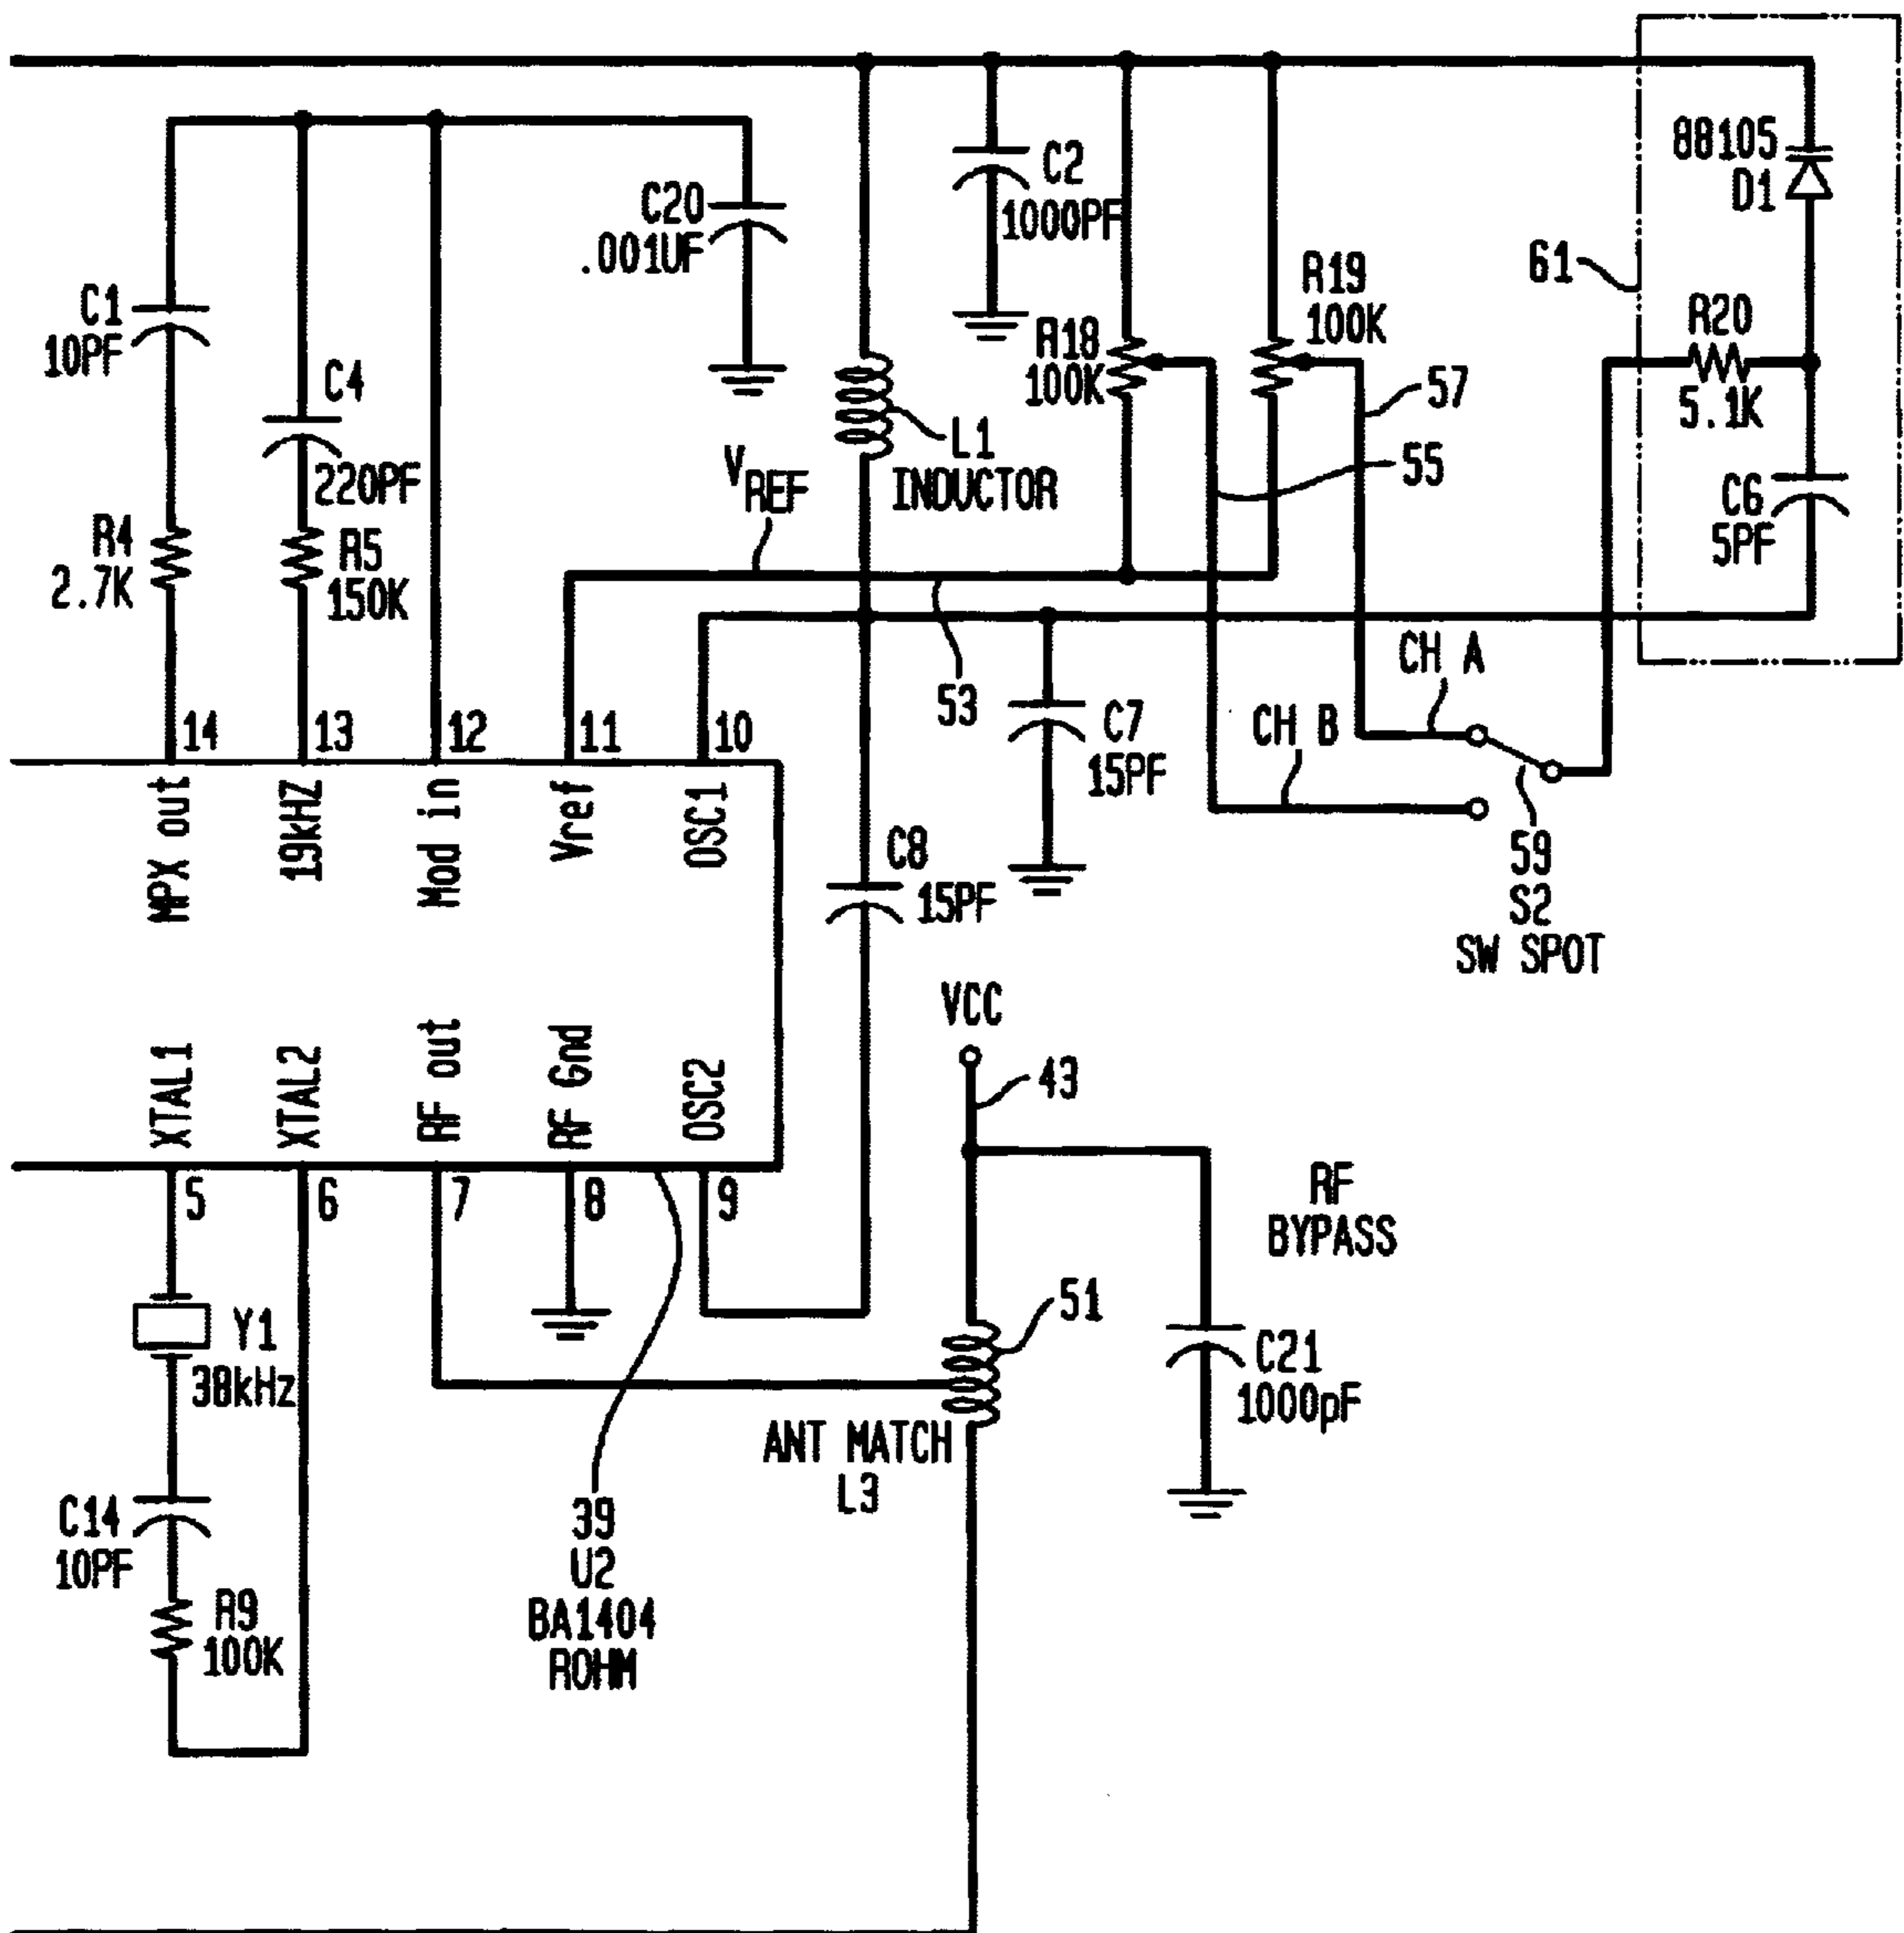 88105
D1
C2
1000PF
C20
.001UF
61
R19
100K
C1
10PF
R20
5.1K
R18
100K
C4
220PF
57
L1
INDUCTOR
55
VREF
C6
5PF
R4
2.7K
R5
150K
CH A
53
C7
15PF
CH B
14
13
12
11
10
MPX out
19kHZ
Mod in
Vref
OSC1
C8
15PF
59
S2
SW SPOT
VCC
43
XTAL1
XTAL2
RF out
RF Gnd
OSC2
5
6
7
8
9
RF
BYPASS
51
Y1
38kHz
C21
1000pF
ANT MATCH
L3
C14
10PF
39
U2
BA1404
ROHM
R9
100K